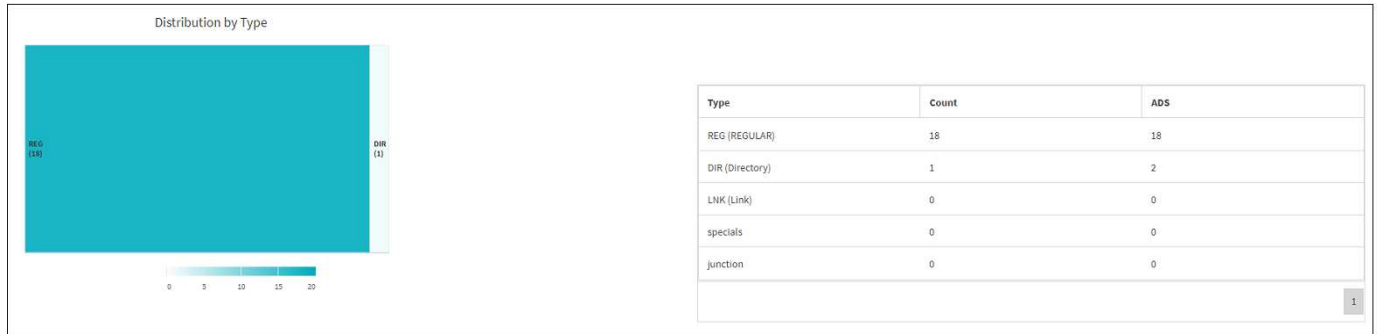 Distribution by Type
REG
(18)
DIR
(1)
0 5 10 15 20
Type Count ADS
REG (REGULAR) 18 18
DIR (Directory) 1 2
LNK (Link) 0 0
specials 0 0
junction 0 0
1